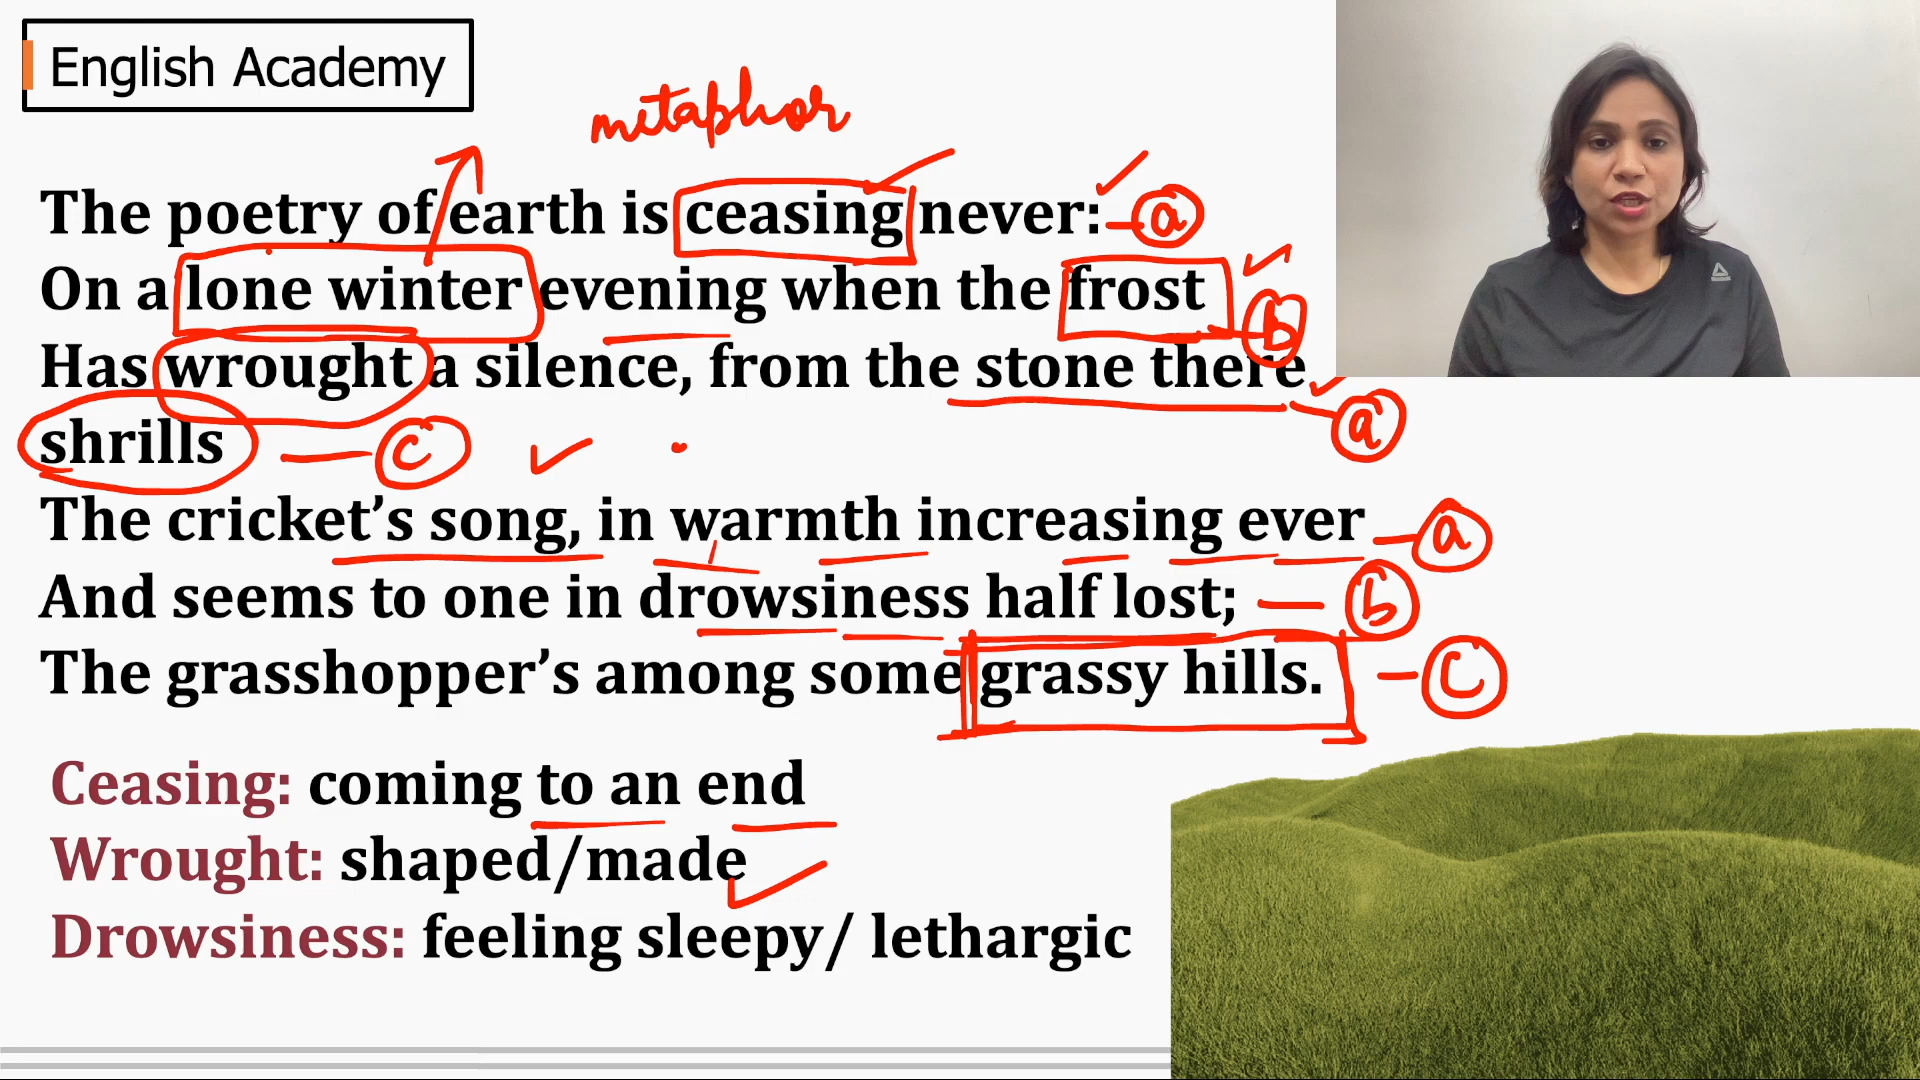 English Academy
metaphor
The poetry of earth is ceasing never: a
On a lone winter evening when the frost b
Has wrought a silence, from the stone there a
shrills c
The cricket's song, in warmth increasing ever a
And seems to one in drowsiness half lost; b
The grasshopper's among some grassy hills. C
Ceasing: coming to an end
Wrought: shaped/made
Drowsiness: feeling sleepy/ lethargic